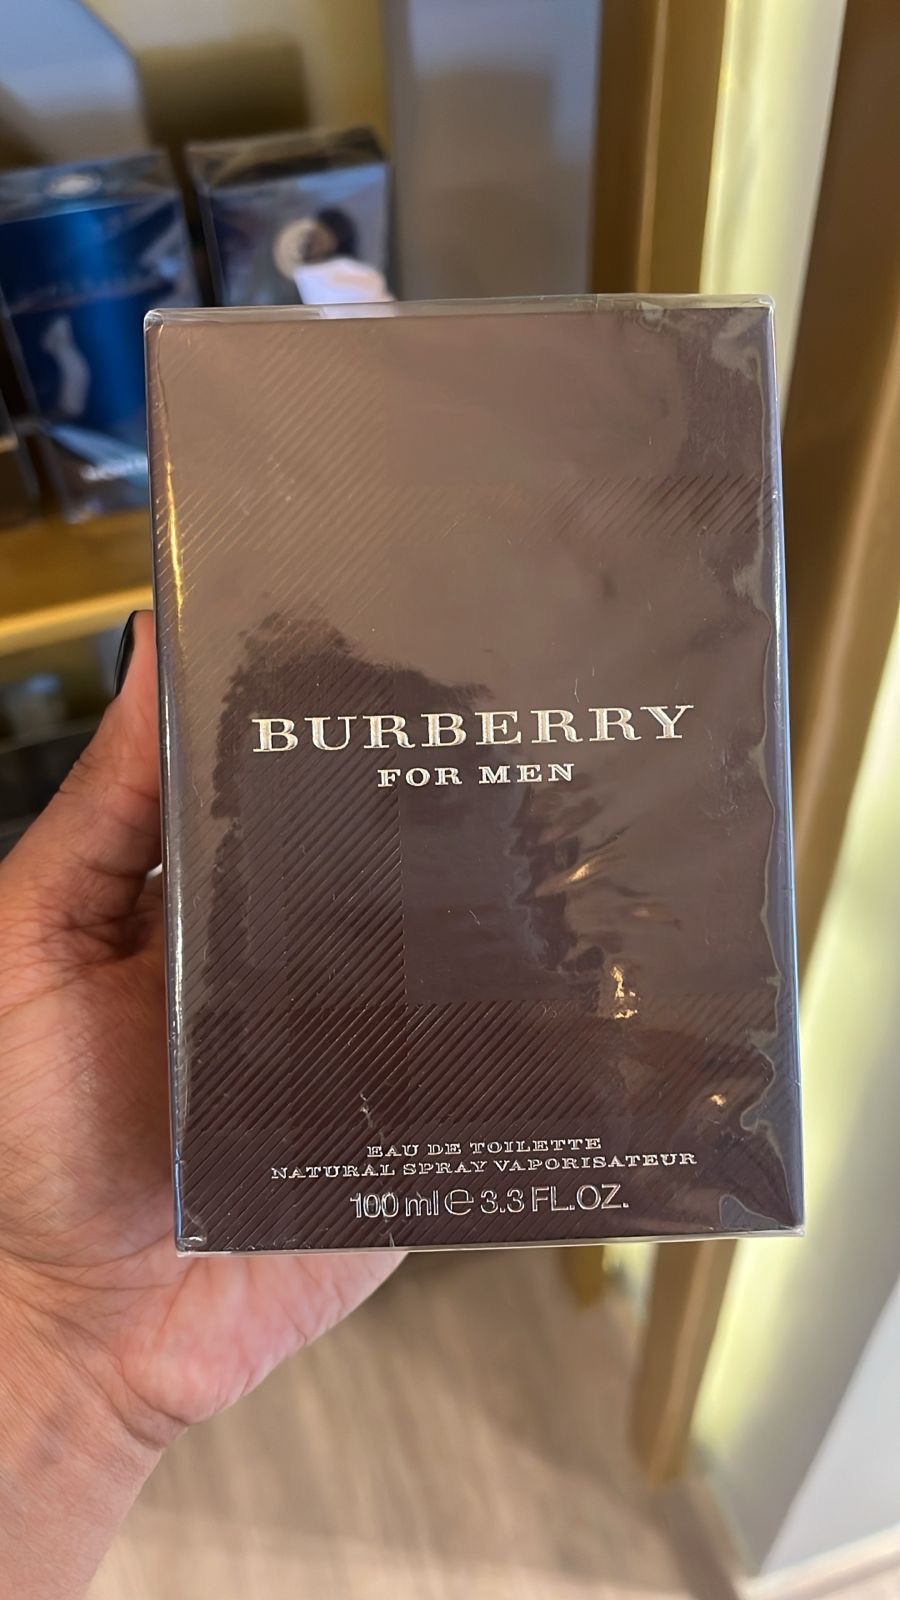 BURBERRY
FOR MEN
EAU DE TOILETTE
NATURAL SPRAY VAPORISATEUR
100 ml ℮ 3.3 FL.OZ.